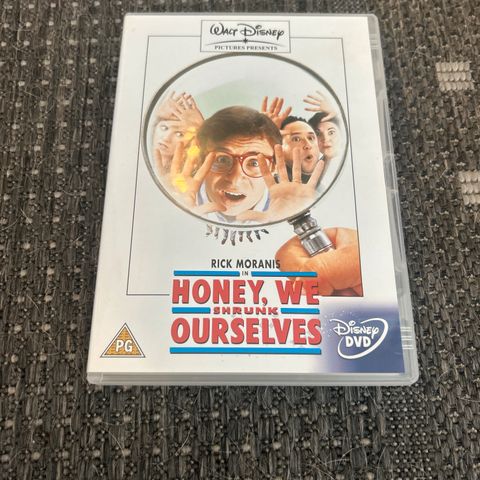 WALT DISNEY
PICTURES PRESENTS
RICK MORANIS
IN
HONEY, WE
SHRUNK
OURSELVES
PG
DISNEY
DVD